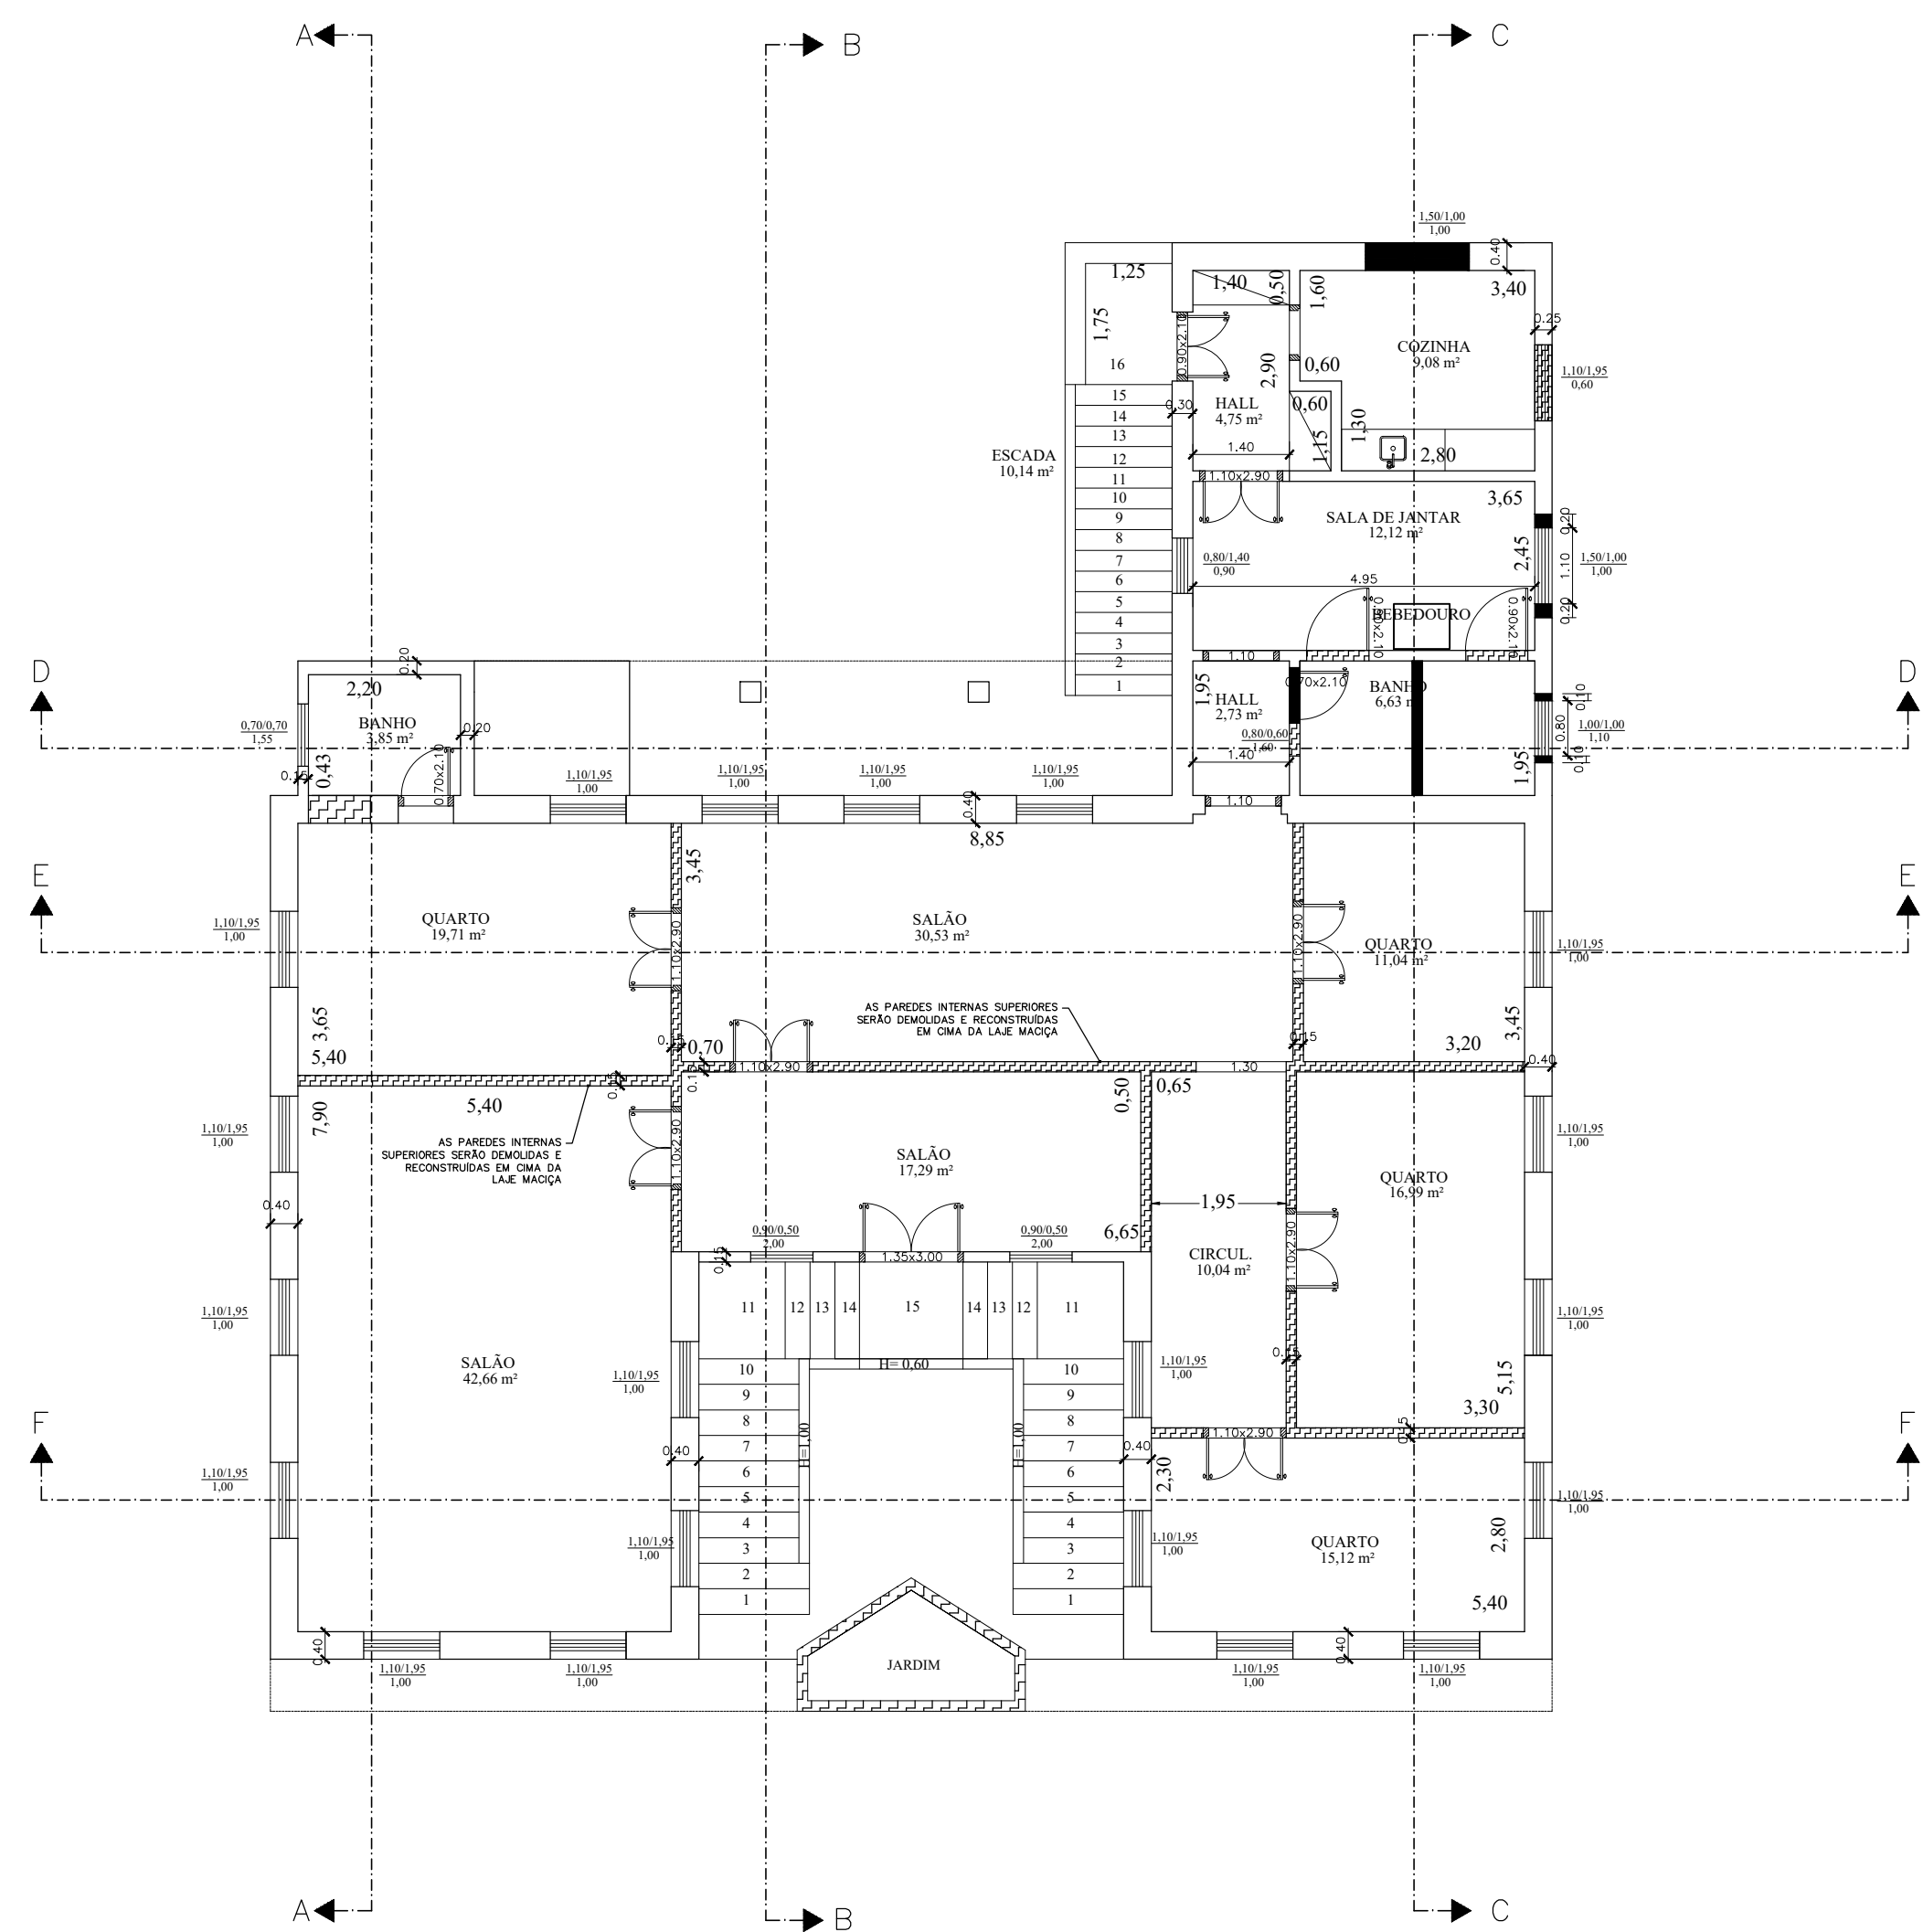 A
B
C
1,50/1,00
1,00
0.40
1,25
1,40
0,50
1,60
3,40
0.25
1,75
0.90x2.10
COZINHA
9,08 m²
2,90
0,60
16
1,10/1,95
0,60
15
0,30
HALL
4,75 m²
0,60
14
13
1,30
1.40
1,15
ESCADA
10,14 m²
12
2,80
11
1.10x2.90
10
3,65
9
SALA DE JANTAR
12,12 m²
0.20
8
2,45
7
0,80/1,40
0,90
1.10
1,50/1,00
1,00
6
4.95
5
BEBEDOURO
0.90x2.10
0.20
4
3
1.10
2
0.20
D
D
2,20
1
1,95
0.70x2.10
BANHO
6,63 m²
0.10
HALL
2,73 m²
0,70/0,70
1,55
BANHO
3,85 m²
0.20
0,80/0,60
1,60
0.80
1,00/1,00
1,10
0.15
0,43
0.70x2.10
1,10/1,95
1,00
1,10/1,95
1,00
1,10/1,95
1,00
1,10/1,95
1,00
1.40
1,95
0.10
0.40
1.10
8,85
3,45
E
E
1,10/1,95
1,00
QUARTO
19,71 m²
1.10x2.90
SALÃO
30,53 m²
1.10x2.90
QUARTO
11,04 m²
1,10/1,95
1,00
AS PAREDES INTERNAS SUPERIORES
SERÃO DEMOLIDAS E RECONSTRUÍDAS
EM CIMA DA LAJE MACIÇA
3,65
5,40
0.15
0,70
0.15
3,20
3,45
1.10x2.90
1.30
0.40
0.15
0.15
5,40
7,90
0,50
0,65
1,10/1,95
1,00
AS PAREDES INTERNAS
SUPERIORES SERÃO DEMOLIDAS E
RECONSTRUÍDAS EM CIMA DA
LAJE MACIÇA
1.10x2.90
SALÃO
17,29 m²
1,10/1,95
1,00
QUARTO
16,99 m²
0.40
1,95
0,90/0,50
2,00
0,90/0,50
2,00
6,65
0.15
1.35x3.00
CIRCUL.
10,04 m²
1.10x2.90
1,10/1,95
1,00
11
12
13
14
15
14
13
12
11
1,10/1,95
1,00
SALÃO
42,66 m²
H= 0,60
0.15
1,10/1,95
1,00
10
10
1,10/1,95
1,00
5,15
9
9
3,30
F
F
8
8
H= 1,00
H= 1,00
1.10x2.90
0.15
0.40
7
7
0.40
1,10/1,95
1,00
6
6
2,30
5
5
1,10/1,95
1,00
4
4
1,10/1,95
1,00
3
3
1,10/1,95
1,00
QUARTO
15,12 m²
2,80
2
2
1
1
5,40
0.40
0.40
JARDIM
1,10/1,95
1,00
1,10/1,95
1,00
1,10/1,95
1,00
1,10/1,95
1,00
A
B
C